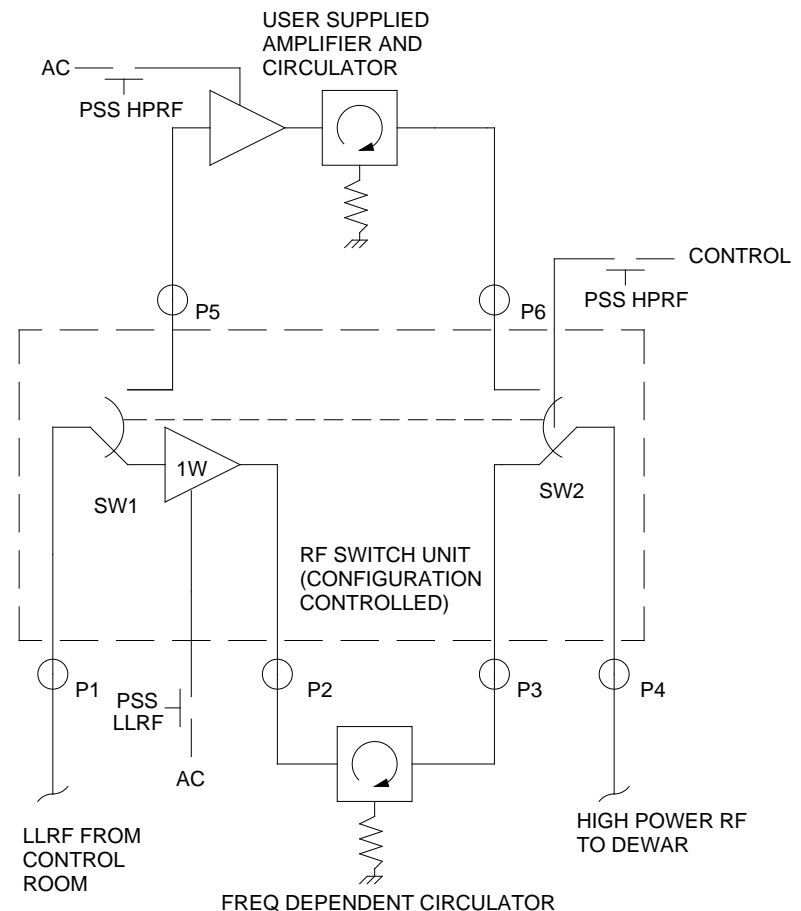 USER SUPPLIED
AMPLIFIER AND
CIRCULATOR
AC
PSS HPRF
CONTROL
PSS HPRF
P5
P6
1W
SW1
SW2
RF SWITCH UNIT
(CONFIGURATION
CONTROLLED)
P1
PSS
LLRF
P2
P3
P4
AC
LLRF FROM
CONTROL
ROOM
HIGH POWER RF
TO DEWAR
FREQ DEPENDENT CIRCULATOR